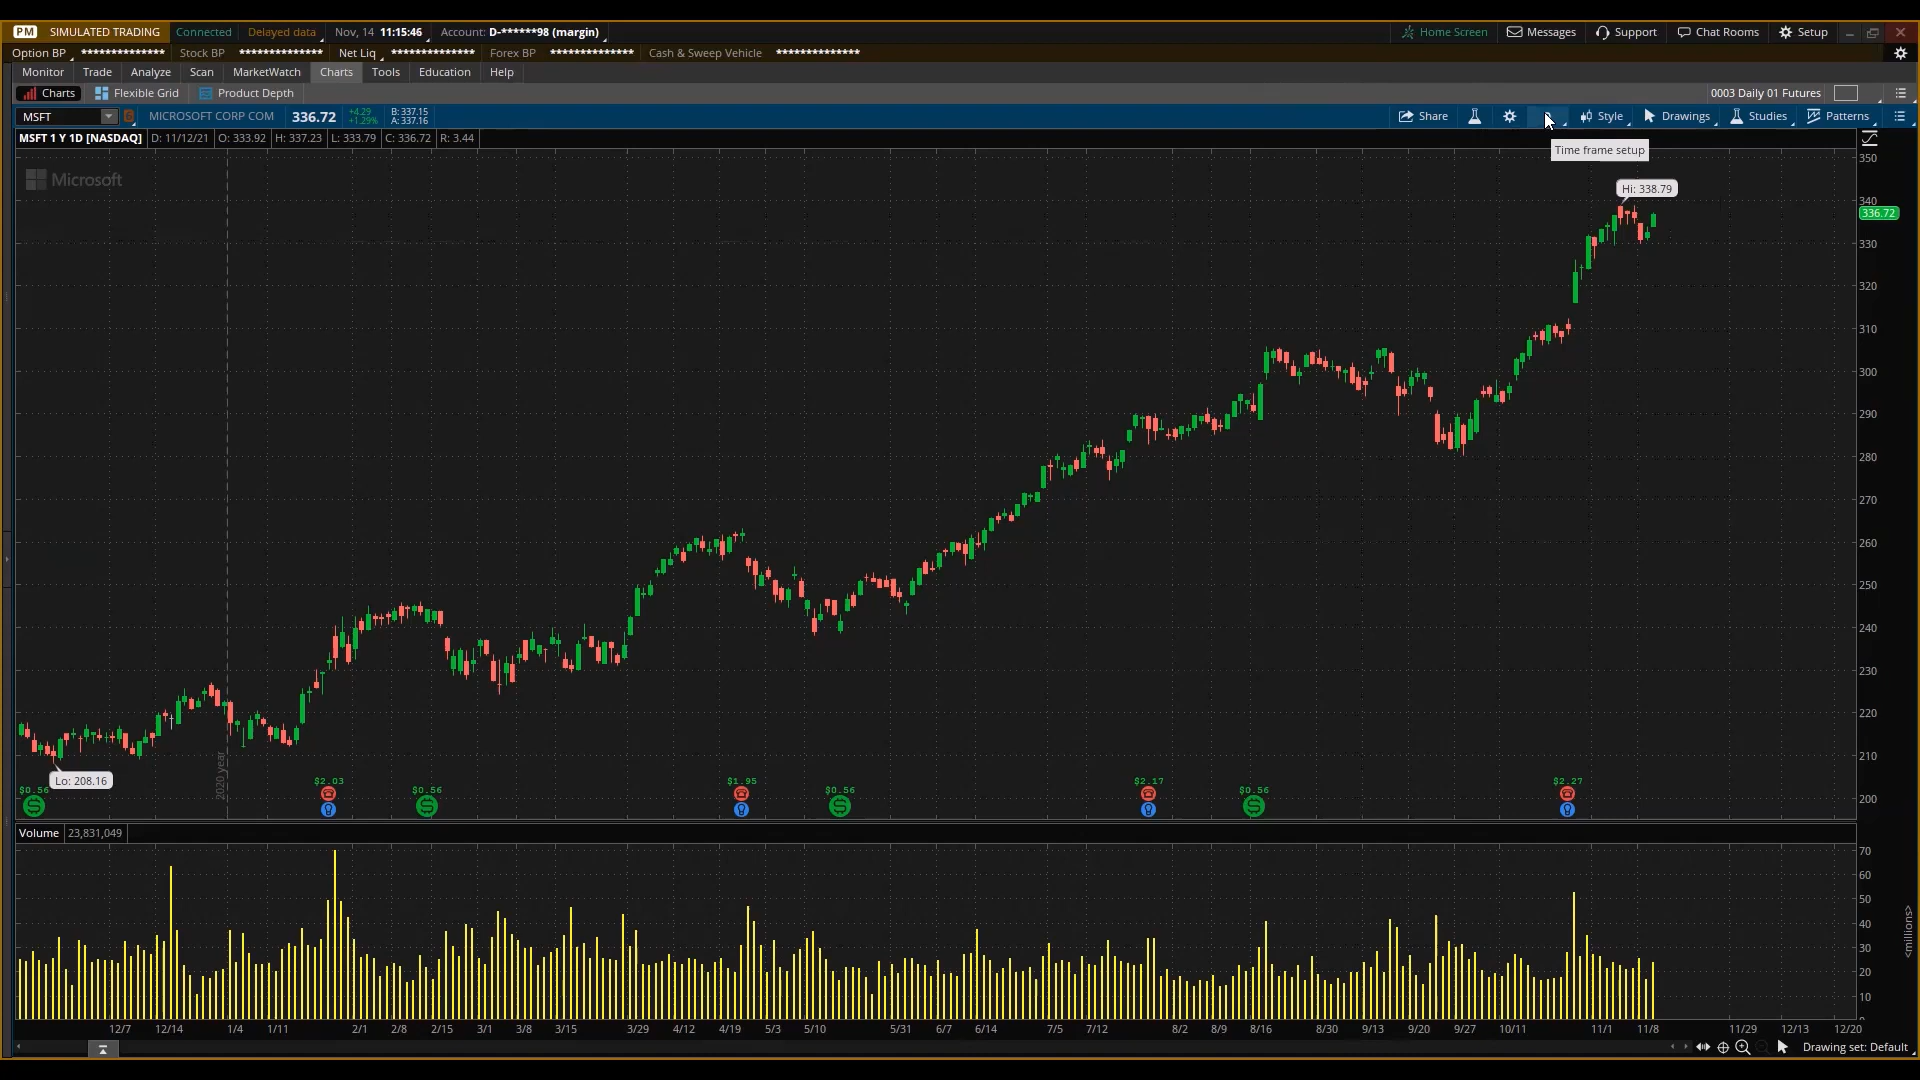 PM SIMULATED TRADING Connected Delayed data Nov, 14 11:15:46 Account: D-******98 (margin) Home Screen Messages Support Chat Rooms Setup
Option BP ************** Stock BP ************** Net Liq ************** Forex BP ************** Cash & Sweep Vehicle **************
Monitor Trade Analyze Scan MarketWatch Charts Tools Education Help
Charts Flexible Grid Product Depth 0003 Daily 01 Futures
MSFT MICROSOFT CORP COM 336.72 +4.29 +1.29% B: 337.15 A: 337.16 Share Style Drawings Studies Patterns
MSFT 1 Y 1D [NASDAQ] D: 11/12/21 O: 333.92 H: 337.23 L: 333.79 C: 336.72 R: 3.44
Time frame setup
350
Microsoft
Hi: 338.79
340
336.72
330
320
310
300
290
280
270
260
250
240
230
220
210
2020 year
Lo: 208.16
$0.56 $2.03 $0.56 $1.95 $0.56 $2.17 $0.56 $2.27
200
Volume 23,831,049
70
60
50
40
30
20
10
<millions>
12/7 12/14 1/4 1/11 2/1 2/8 2/15 3/1 3/8 3/15 3/29 4/12 4/19 5/3 5/10 5/31 6/7 6/14 7/5 7/12 8/2 8/9 8/16 8/30 9/13 9/20 9/27 10/11 11/1 11/8 11/29 12/13 12/20
Drawing set: Default